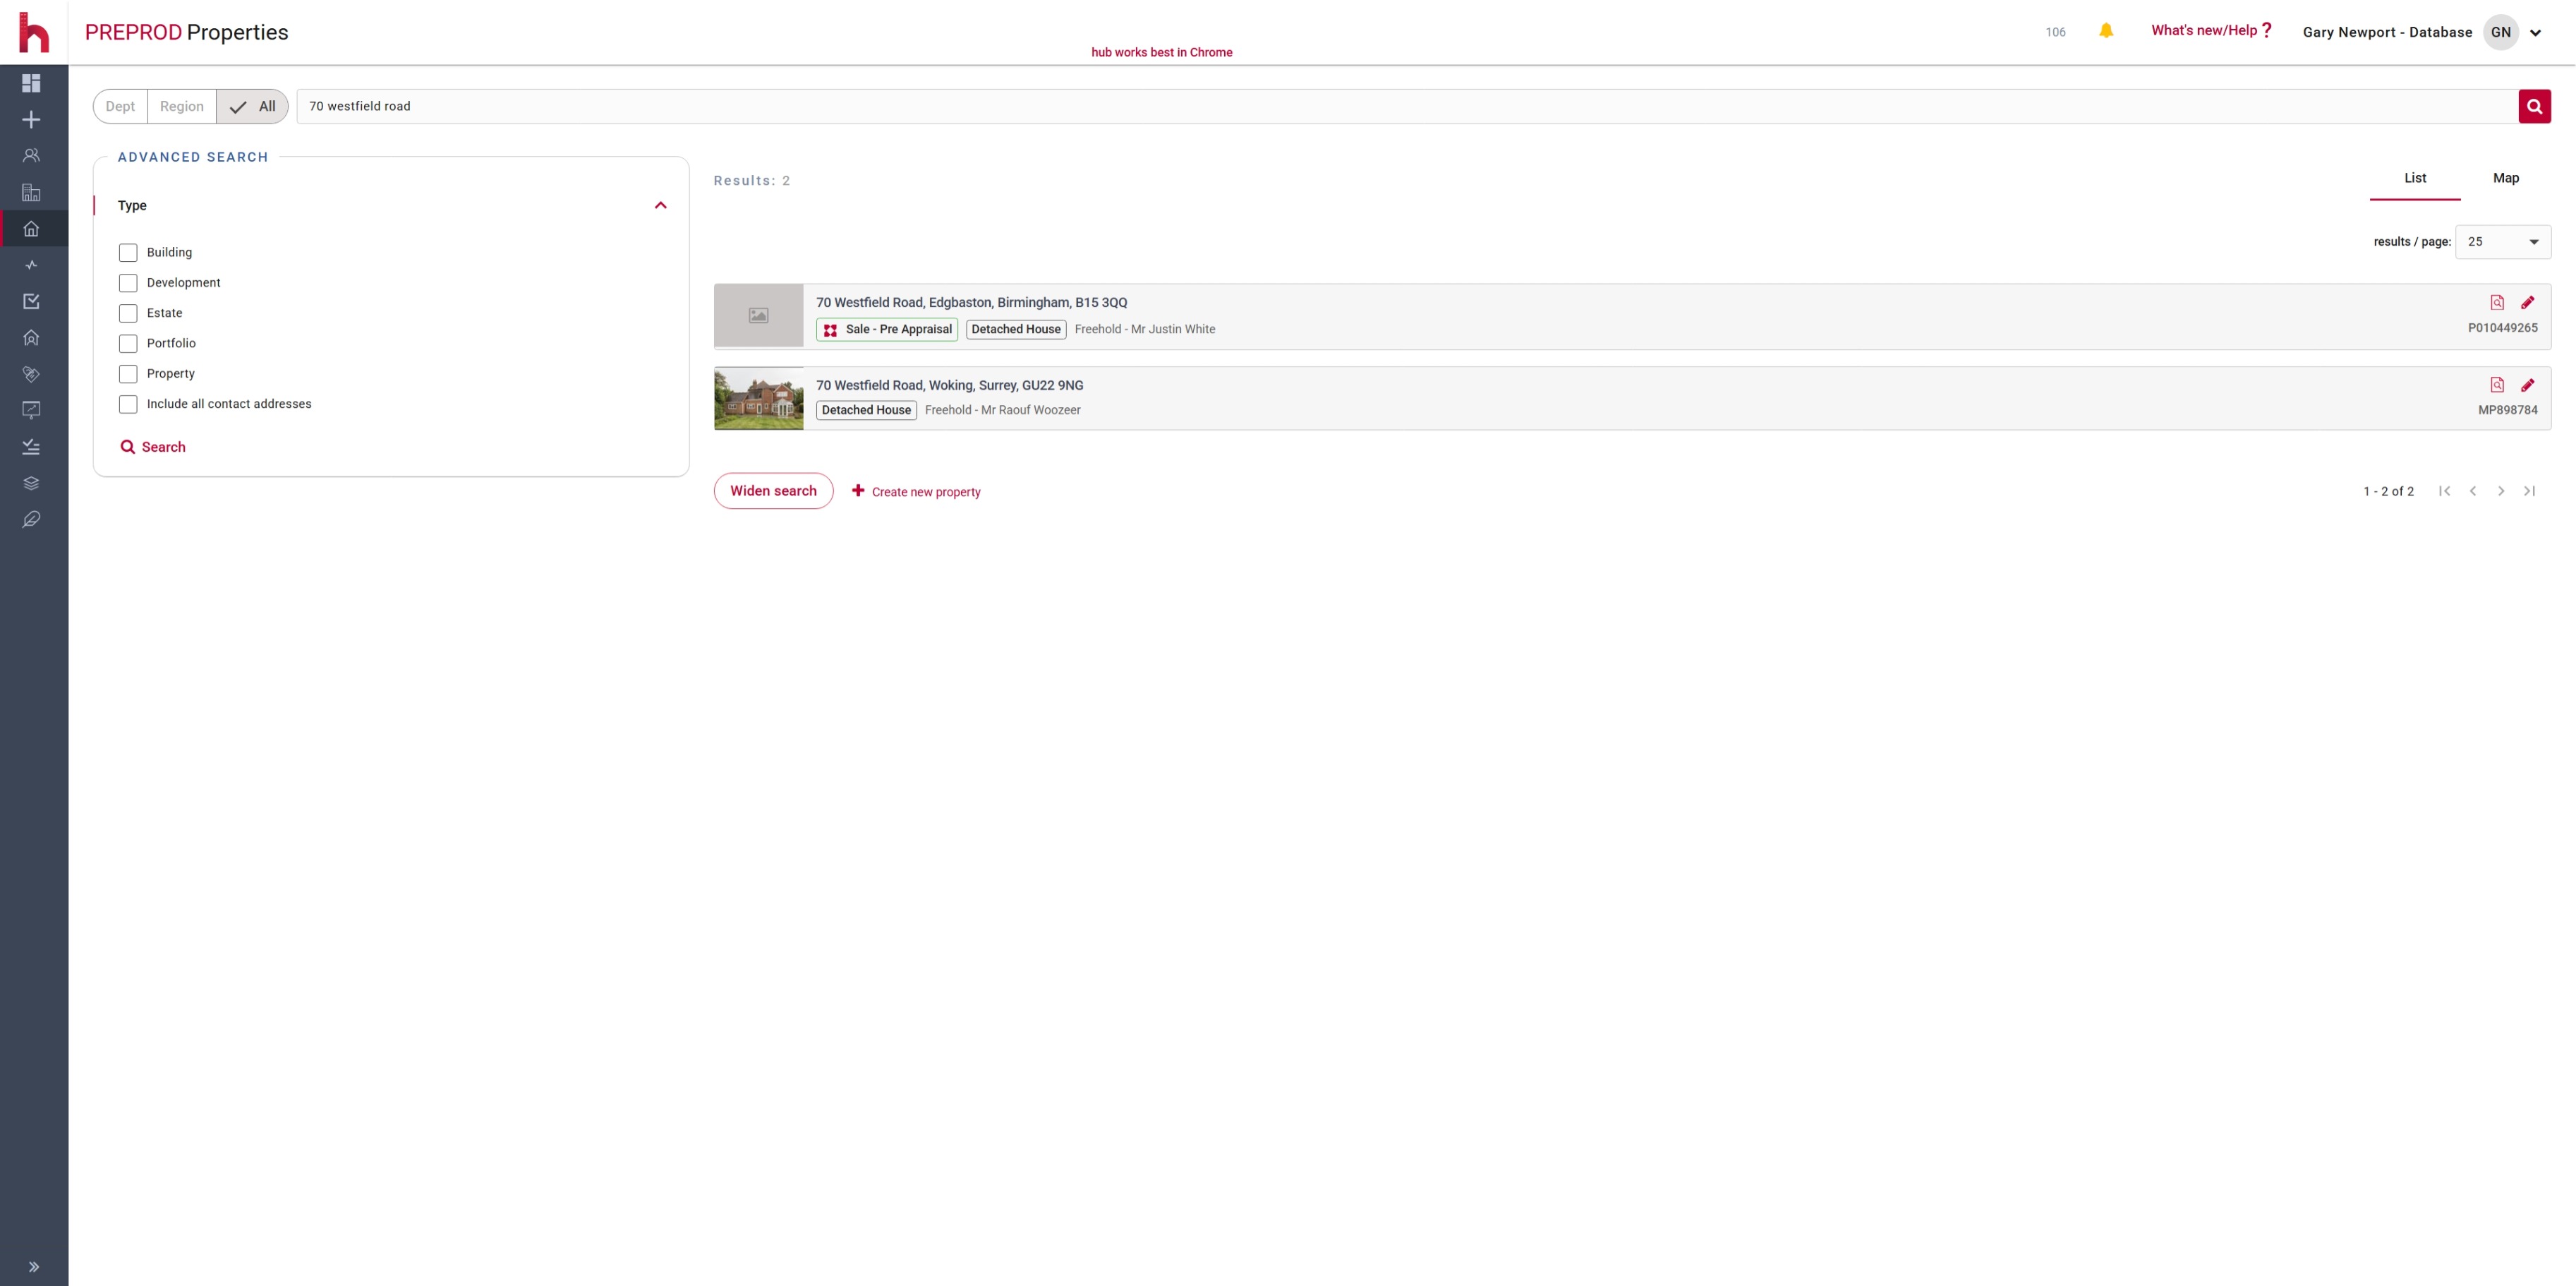 PREPROD Properties
hub works best in Chrome
106
What's new/Help ?
Gary Newport - Database
GN
Dept
Region
All
70 westfield road
ADVANCED SEARCH
Type
Building
Development
Estate
Portfolio
Property
Include all contact addresses
Search
Results: 2
List
Map
results / page: 25
70 Westfield Road, Edgbaston, Birmingham, B15 3QQ
Sale - Pre Appraisal Detached House Freehold - Mr Justin White
P010449265
70 Westfield Road, Woking, Surrey, GU22 9NG
Detached House Freehold - Mr Raouf Woozeer
MP898784
Widen search
Create new property
1 - 2 of 2